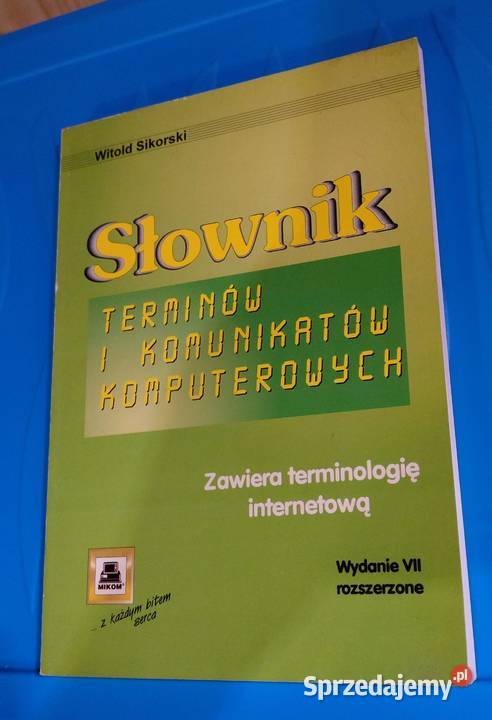 Witold Sikorski
Słownik
TERMINÓW
I KOMUNIKATÓW
KOMPUTEROWYCH
Zawiera terminologię
internetową
Wydanie VII
rozszerzone
MIKOM
... z każdym bitem
serca
Sprzedajemy.pl